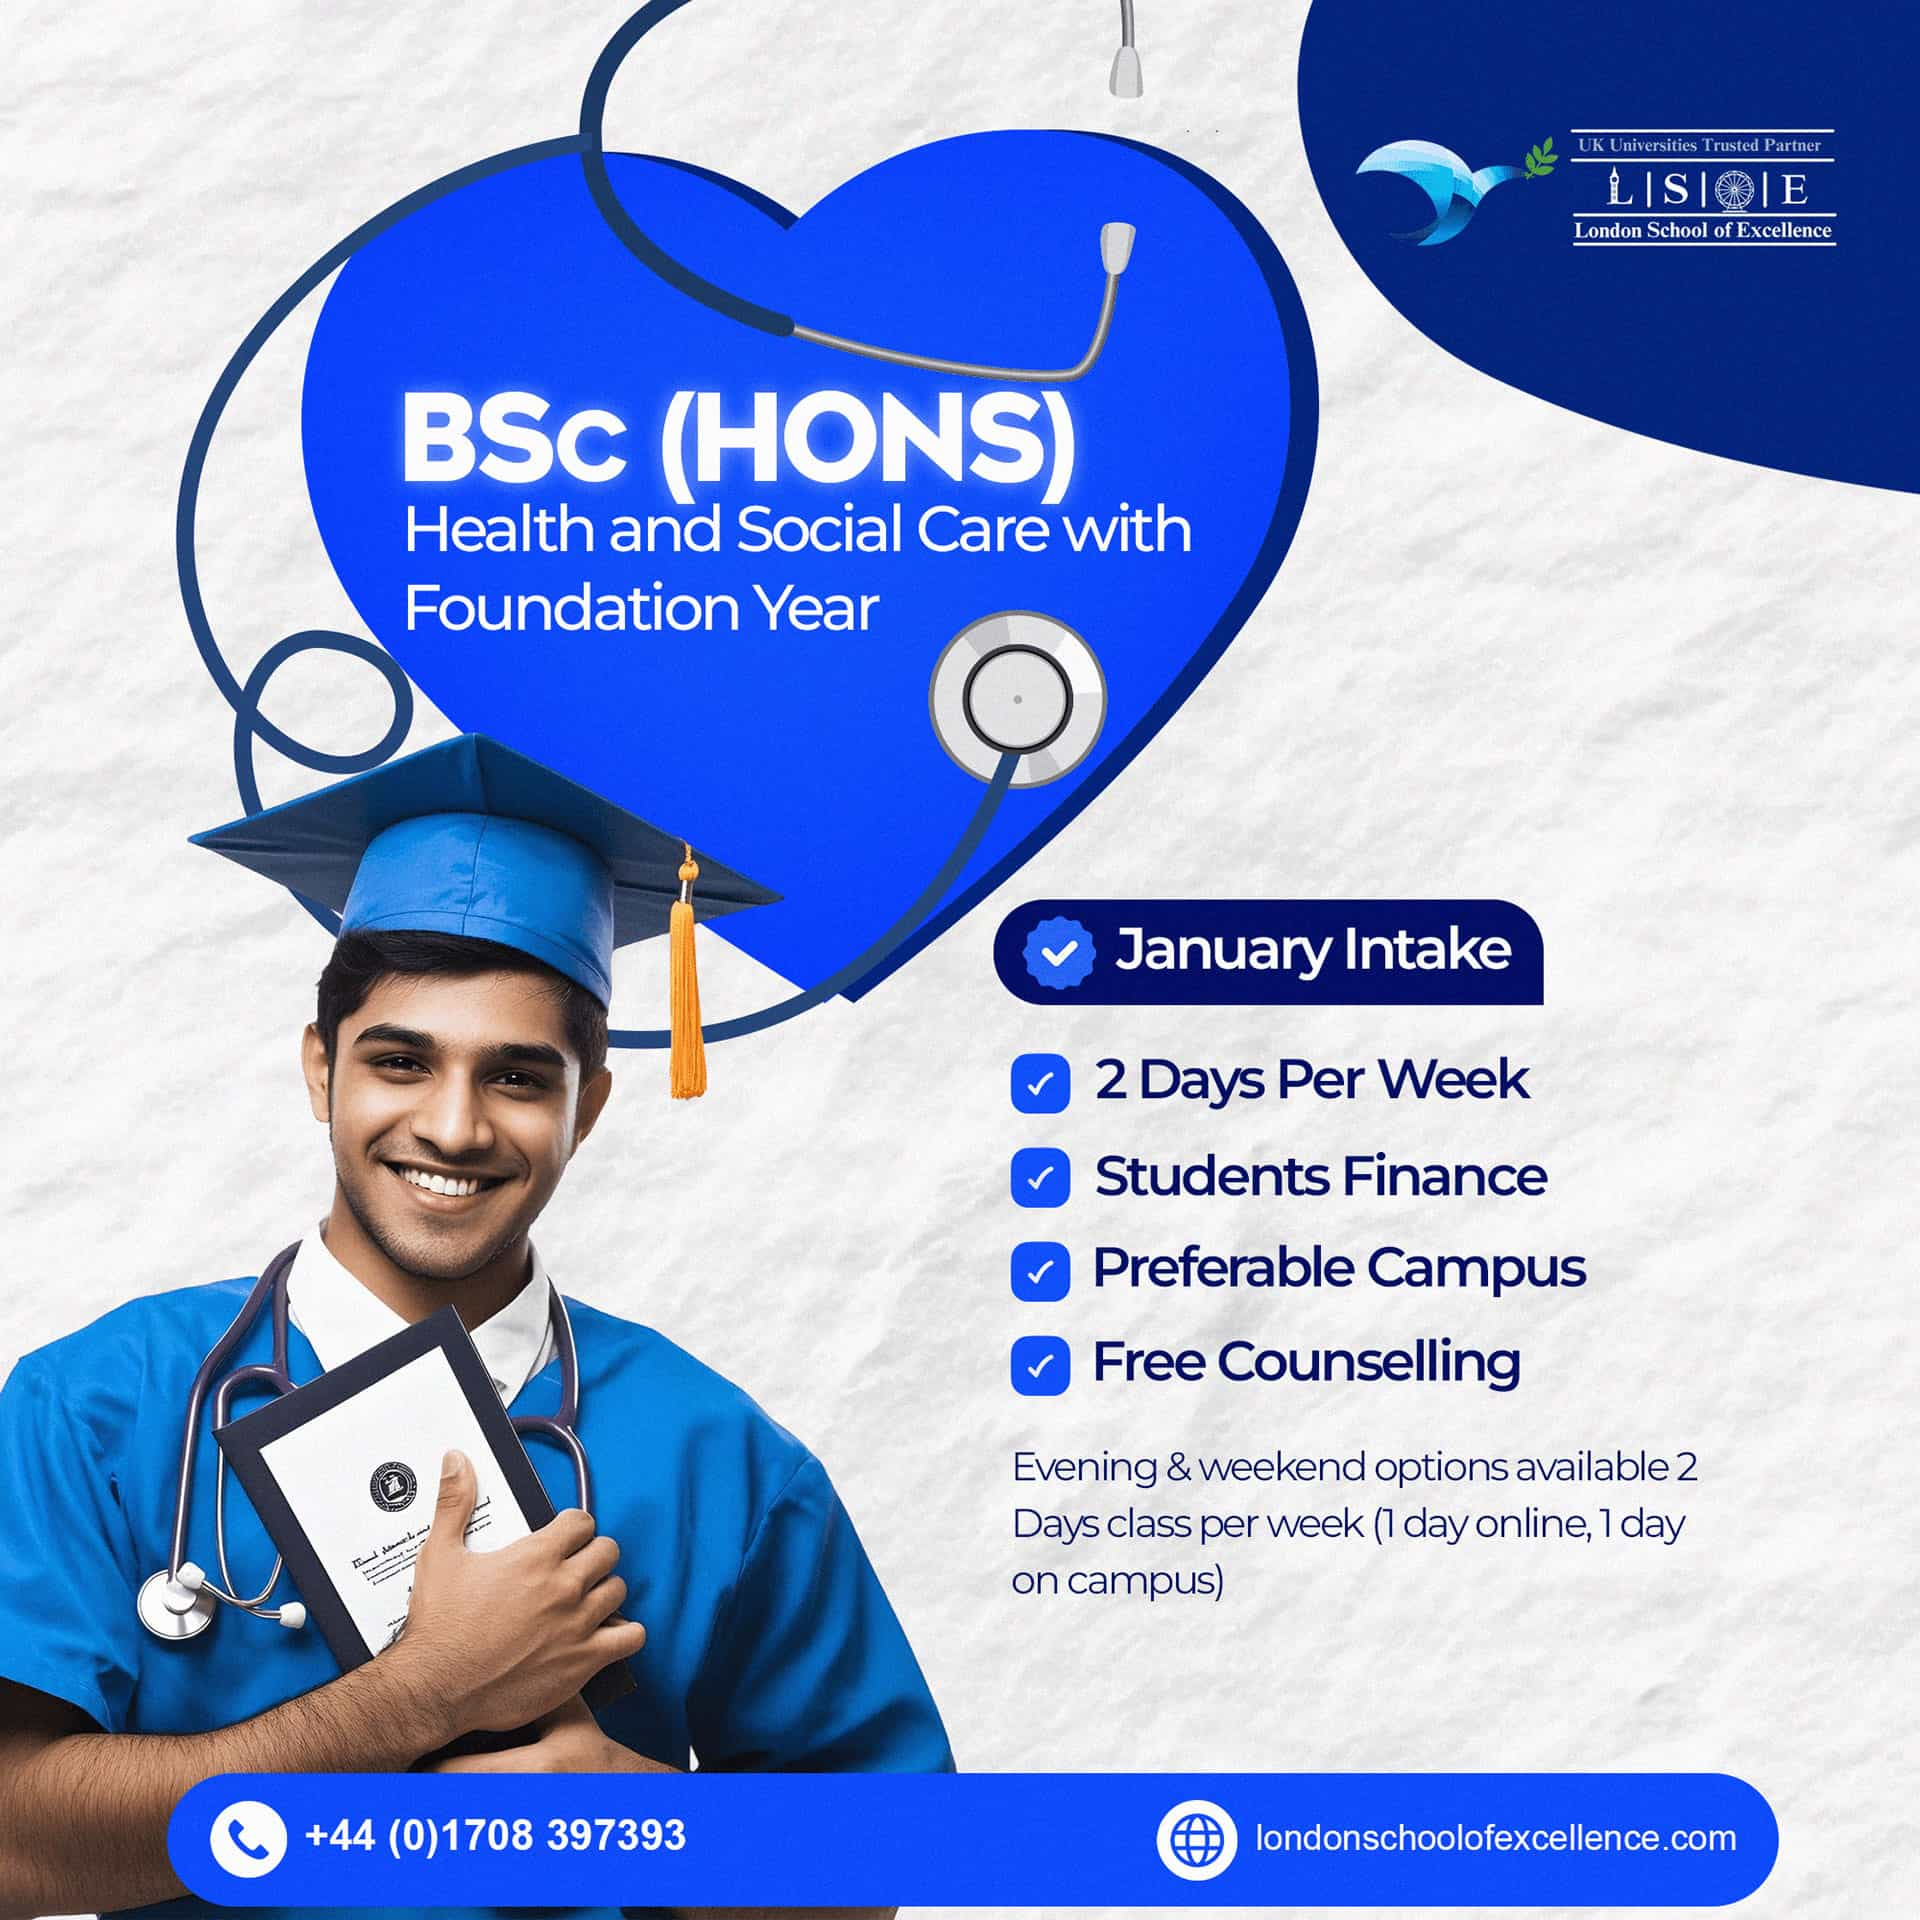 UK Universities Trusted Partner
L|S|O|E
London School of Excellence
BSc (HONS)
Health and Social Care with
Foundation Year
January Intake
2 Days Per Week
Students Finance
Preferable Campus
Free Counselling
Evening & weekend options available 2
Days class per week (1 day online, 1 day
on campus)
+44 (0)1708 397393
londonschoolofexcellence.com